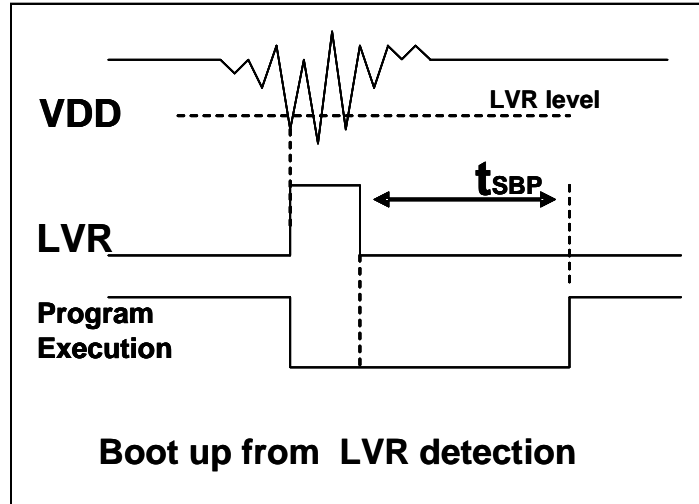 LVR level
VDD
tSBP
LVR
Program
Execution
Boot up from LVR detection